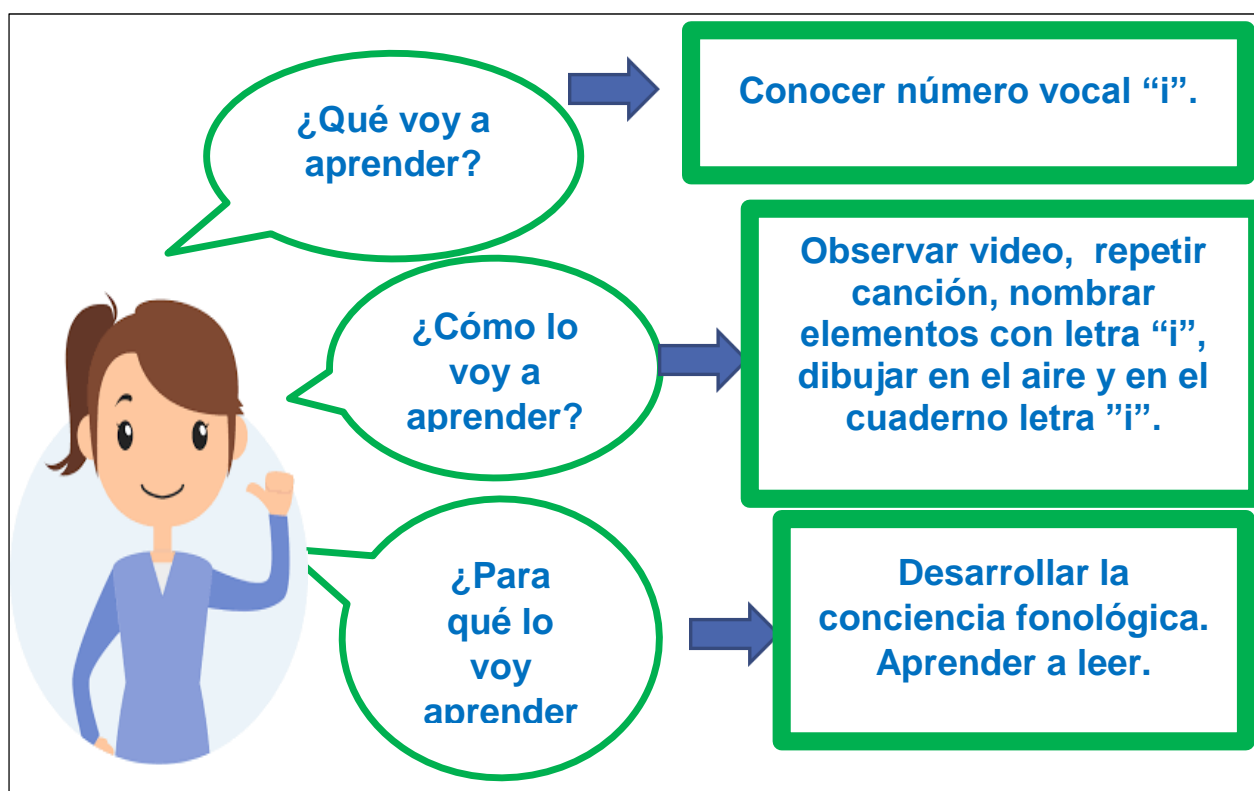 ¿Qué voy a
aprender?
Conocer número vocal “i”.
¿Cómo lo
voy a
aprender?
Observar video, repetir
canción, nombrar
elementos con letra “i”,
dibujar en el aire y en el
cuaderno letra ”i”.
¿Para
qué lo
voy
aprender
Desarrollar la
conciencia fonológica.
Aprender a leer.